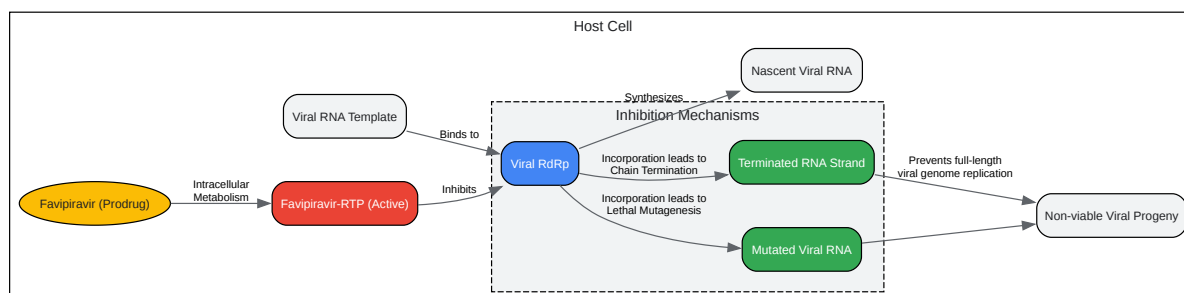 Host Cell
Nascent Viral RNA
Synthesizes
Inhibition Mechanisms
Viral RNA Template
Binds to
Viral RdRp
Incorporation leads to
Chain Termination
Terminated RNA Strand
Prevents full-length
viral genome replication
Favipiravir (Prodrug)
Intracellular
Metabolism
Favipiravir-RTP (Active)
Inhibits
Incorporation leads to
Lethal Mutagenesis
Mutated Viral RNA
Non-viable Viral Progeny